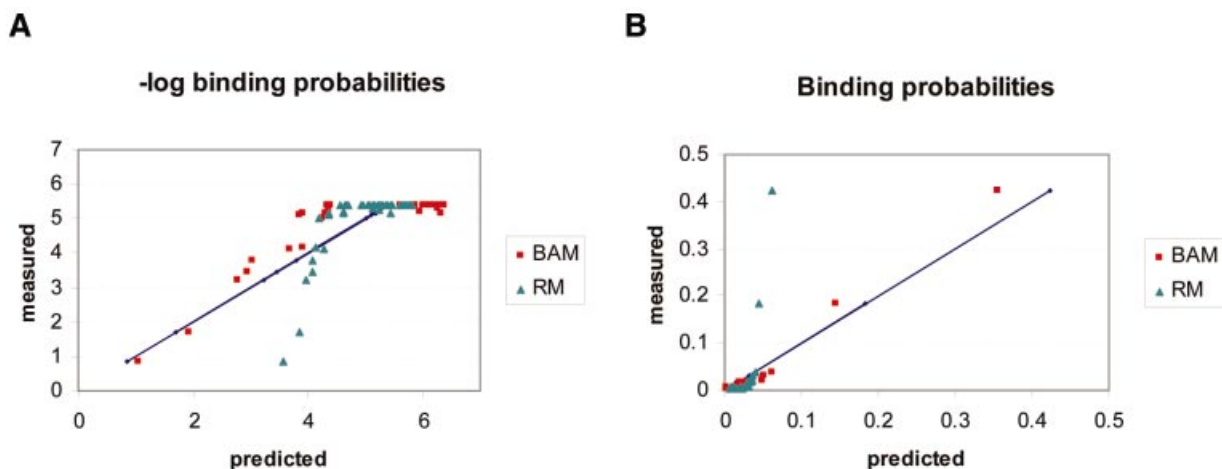 A
-log binding probabilities
7
6
5
4
3
2
1
0
measured
0
2
4
6
predicted
BAM
RM
B
Binding probabilities
0.5
0.4
0.3
0.2
0.1
0
measured
0
0.1
0.2
0.3
0.4
0.5
predicted
BAM
RM